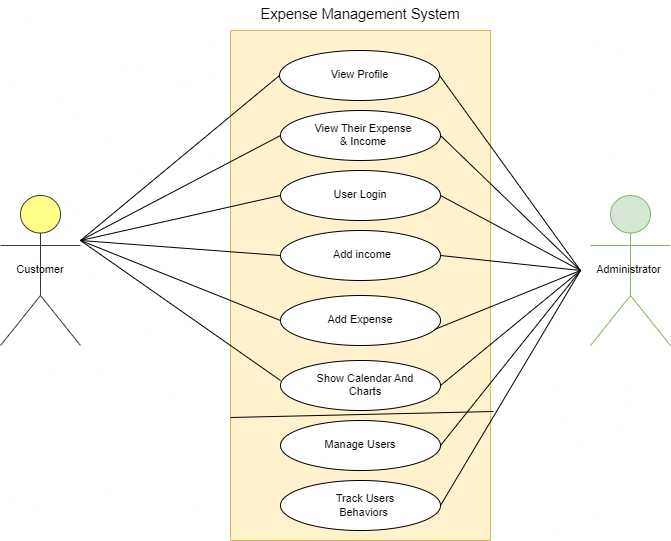 Expense Management System
View Profile
View Their Expense
& Income
User Login
Customer
Add income
Administrator
Add Expense
Show Calendar And
Charts
Manage Users
Track Users
Behaviors